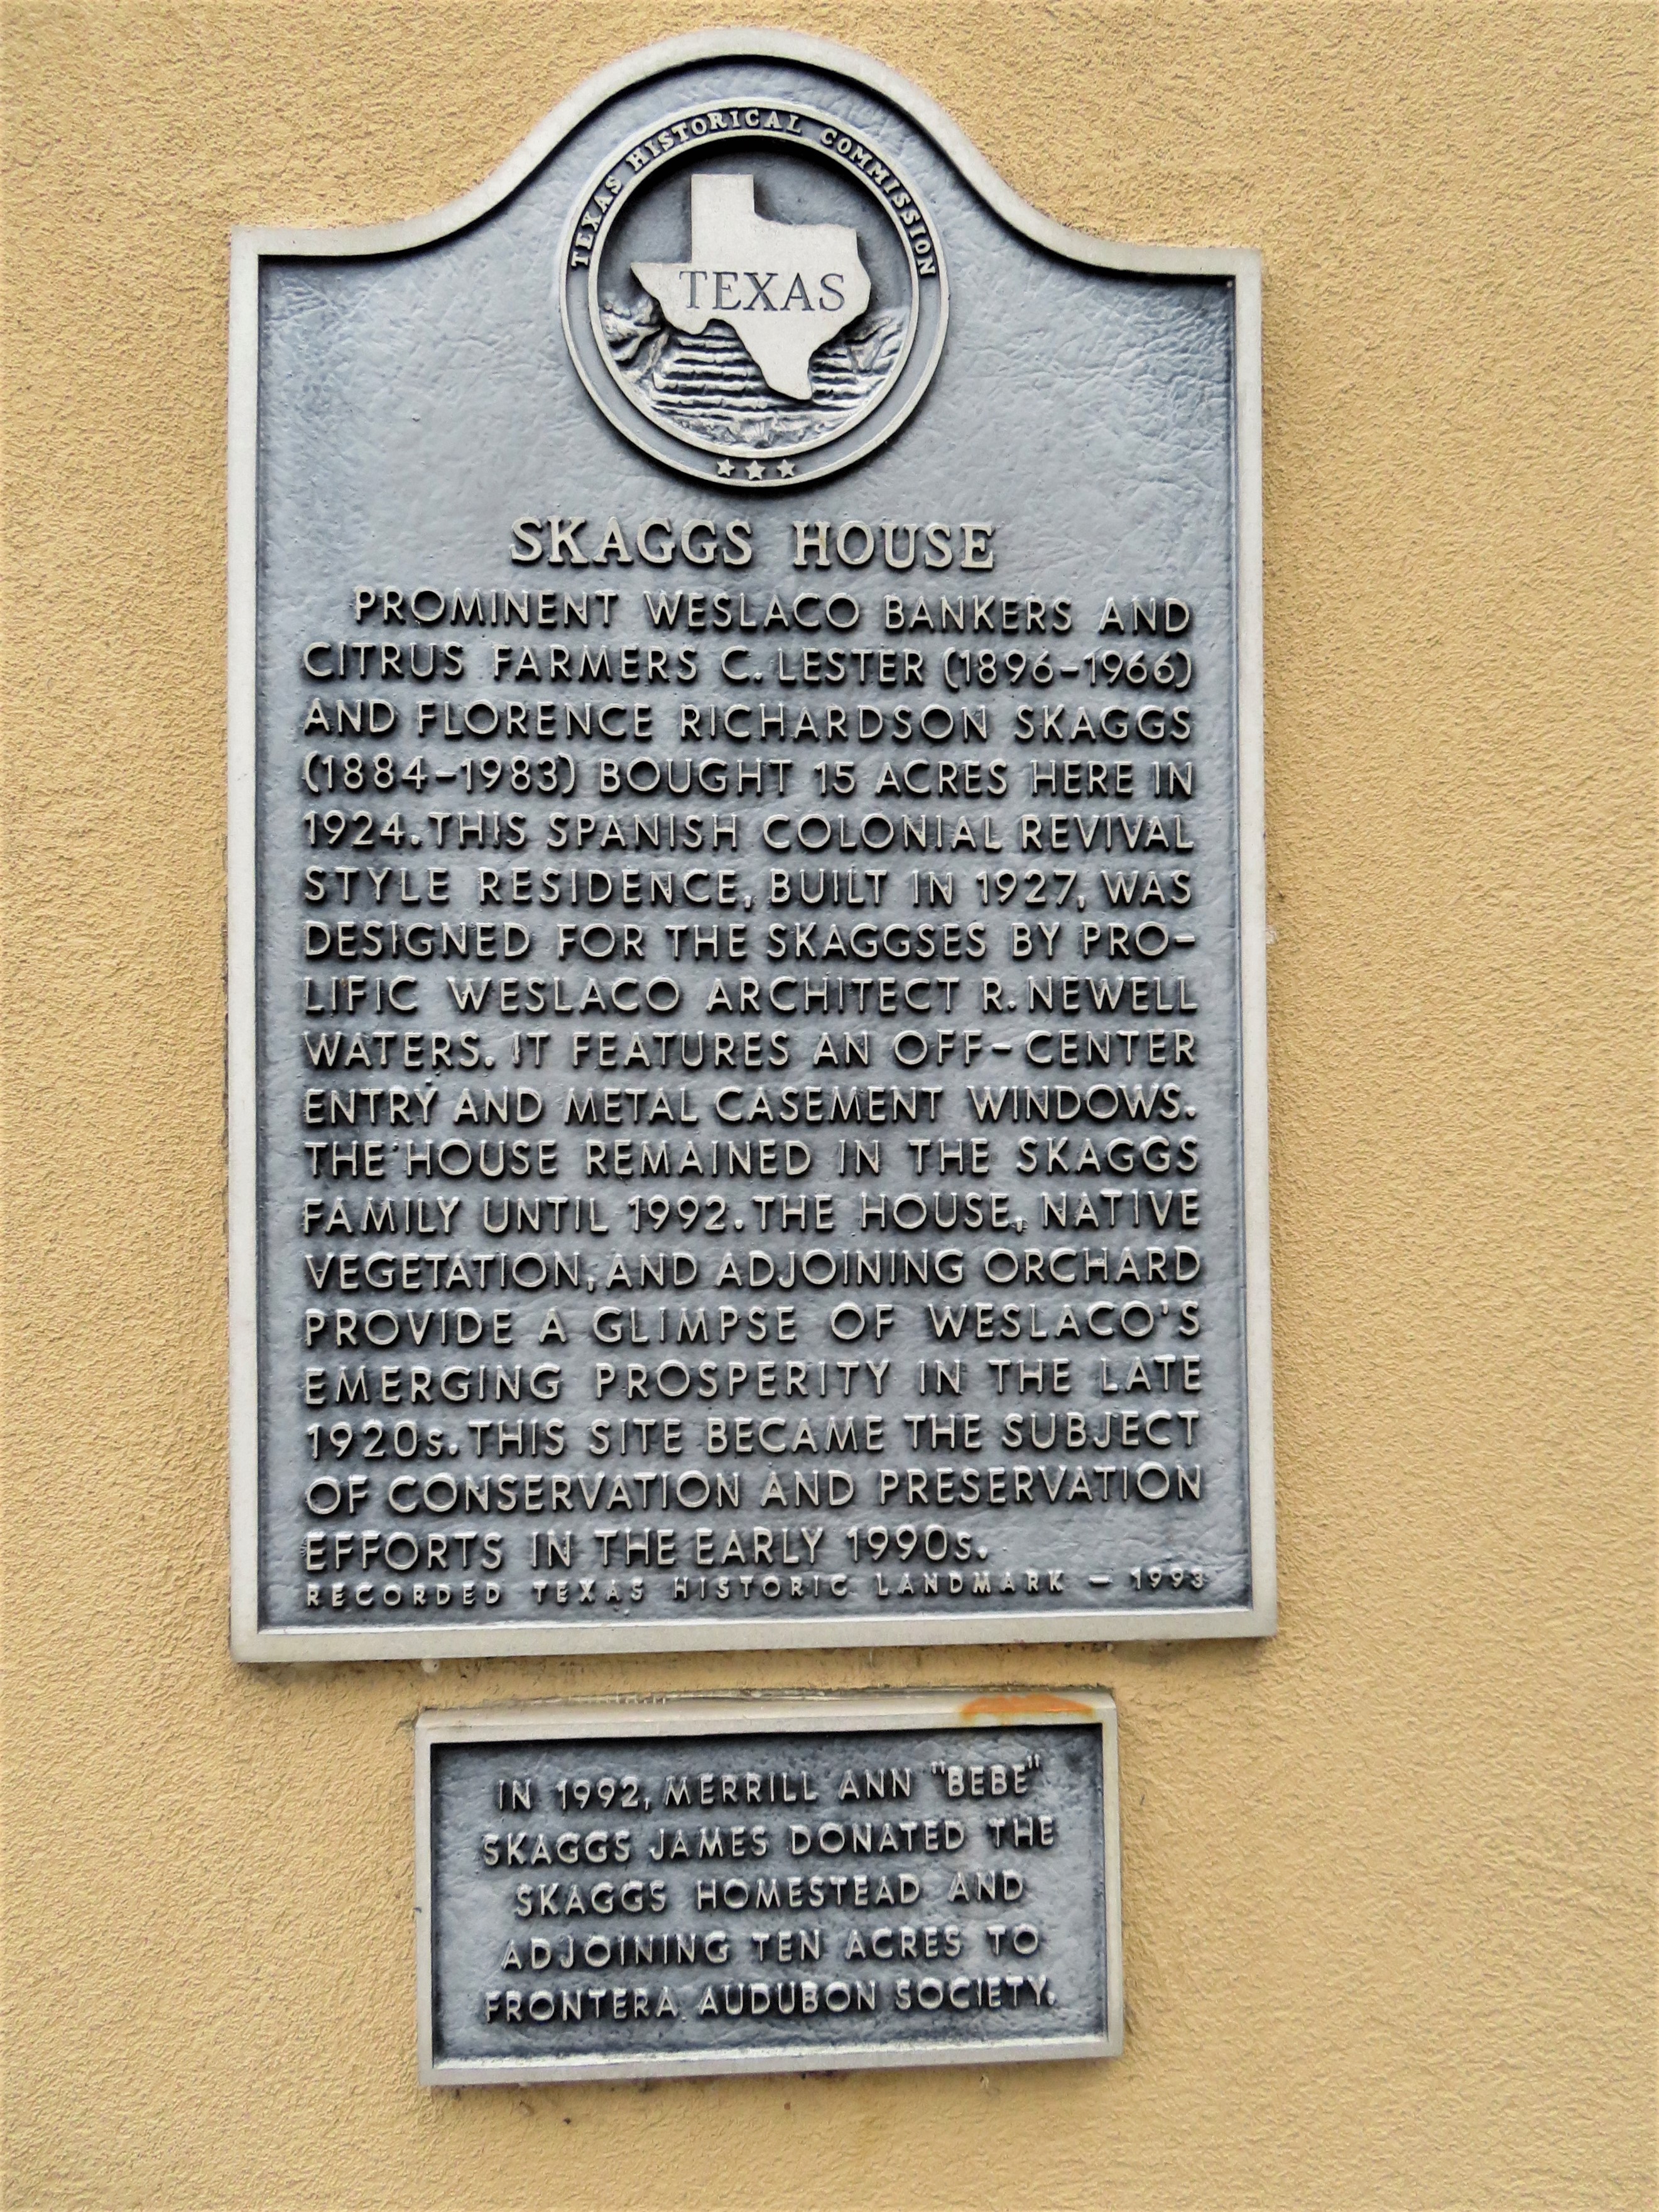 TEXAS HISTORICAL COMMISSION
TEXAS
SKAGGS HOUSE
PROMINENT WESLACO BANKERS AND
CITRUS FARMERS C. LESTER (1896-1966)
AND FLORENCE RICHARDSON SKAGGS
(1884-1983) BOUGHT 15 ACRES HERE IN
1924. THIS SPANISH COLONIAL REVIVAL
STYLE RESIDENCE, BUILT IN 1927, WAS
DESIGNED FOR THE SKAGGSES BY PRO-
LIFIC WESLACO ARCHITECT R. NEWELL
WATERS. IT FEATURES AN OFF-CENTER
ENTRY AND METAL CASEMENT WINDOWS.
THE HOUSE REMAINED IN THE SKAGGS
FAMILY UNTIL 1992. THE HOUSE, NATIVE
VEGETATION, AND ADJOINING ORCHARD
PROVIDE A GLIMPSE OF WESLACO'S
EMERGING PROSPERITY IN THE LATE
1920s. THIS SITE BECAME THE SUBJECT
OF CONSERVATION AND PRESERVATION
EFFORTS IN THE EARLY 1990s.
RECORDED TEXAS HISTORIC LANDMARK - 1993
IN 1992, MERRILL ANN "BEBE"
SKAGGS JAMES DONATED THE
SKAGGS HOMESTEAD AND
ADJOINING TEN ACRES TO
FRONTERA AUDUBON SOCIETY.